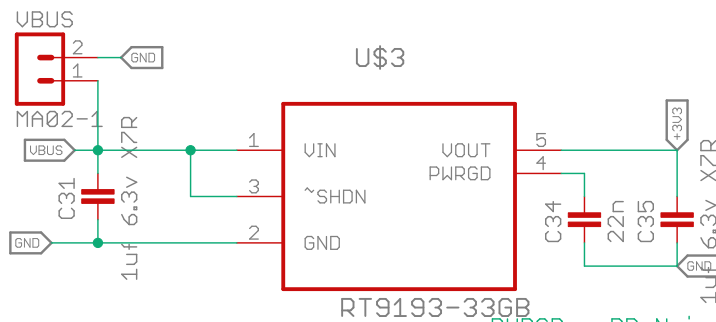 VBUS
2
GND
1
MA02-1
VBUS
C31
1uf 6.3v X7R
GND
U$3
1
VIN
3
~SHDN
2
GND
VOUT
5
PWRGD
4
RT9193-33GB
+3V3
C34
22n
C35
1uf 6.3v X7R
GND